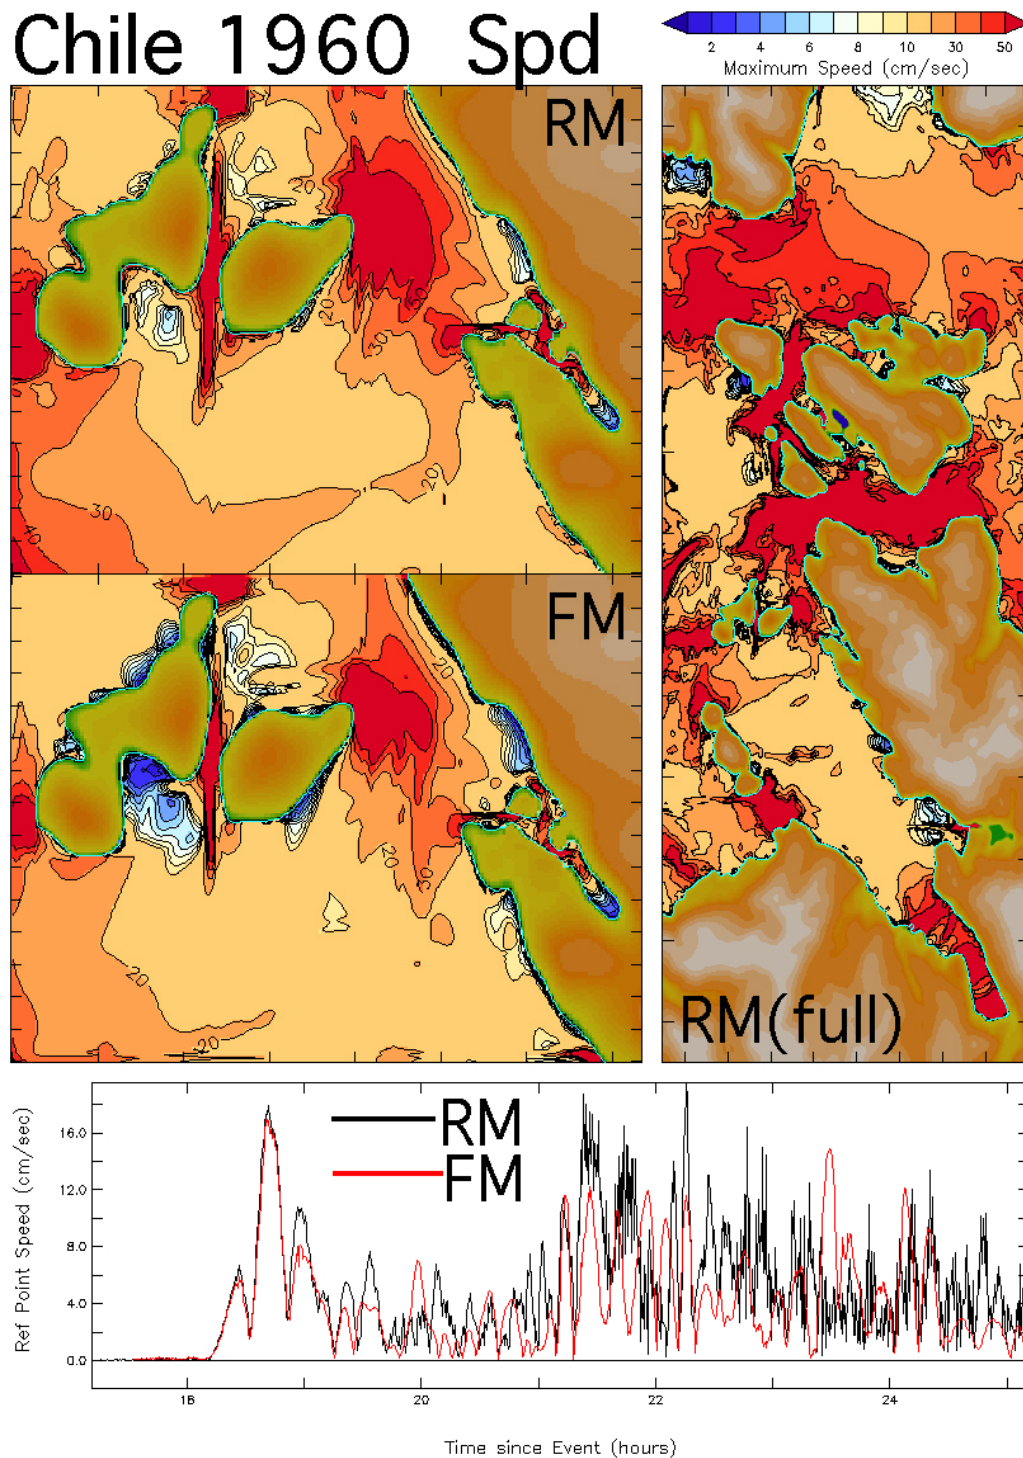 Chile 1960 Spd
2 4 6 8 10 30 50
Maximum Speed (cm/sec)
RM
20
20
20
20
30
40
FM
20
20
30
20
20
RM(full)
RM
FM
Ref Point Speed (cm/sec)
16.0
12.0
8.0
4.0
0.0
18 20 22 24
Time since Event (hours)